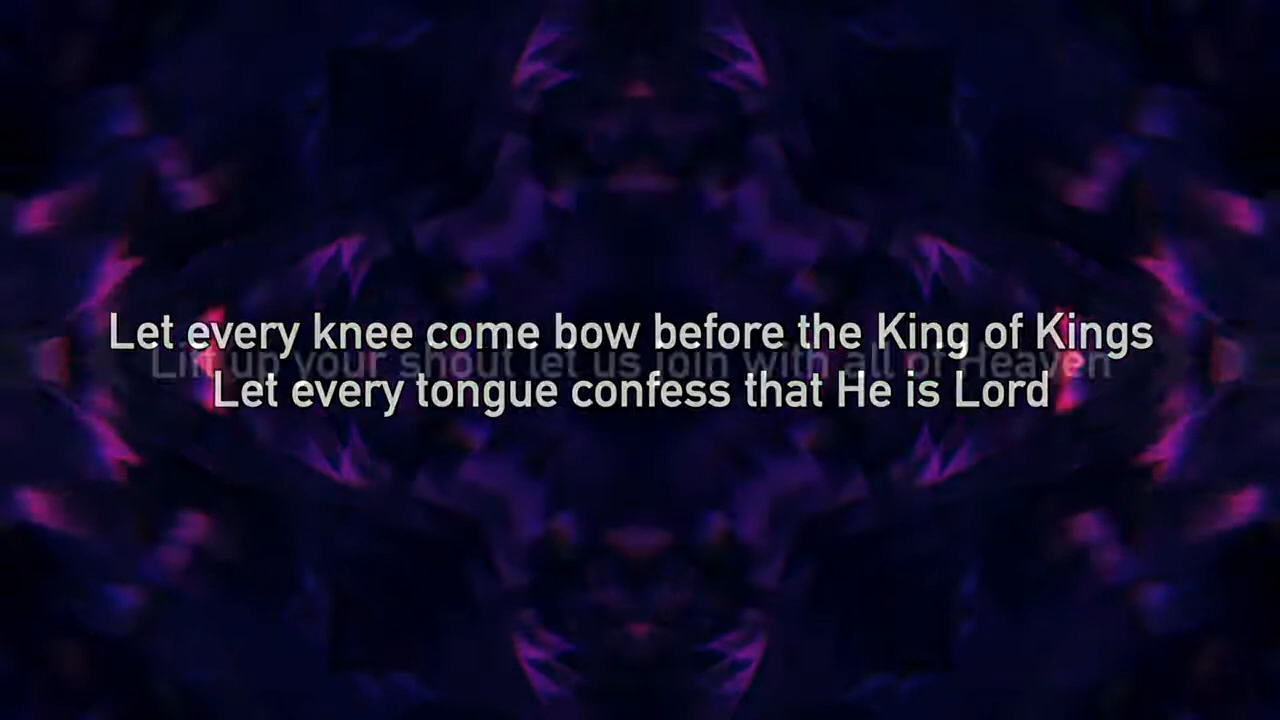 Let every knee come bow before the King of Kings
Lift up your shout let us join with all of Heaven
Let every tongue confess that He is Lord